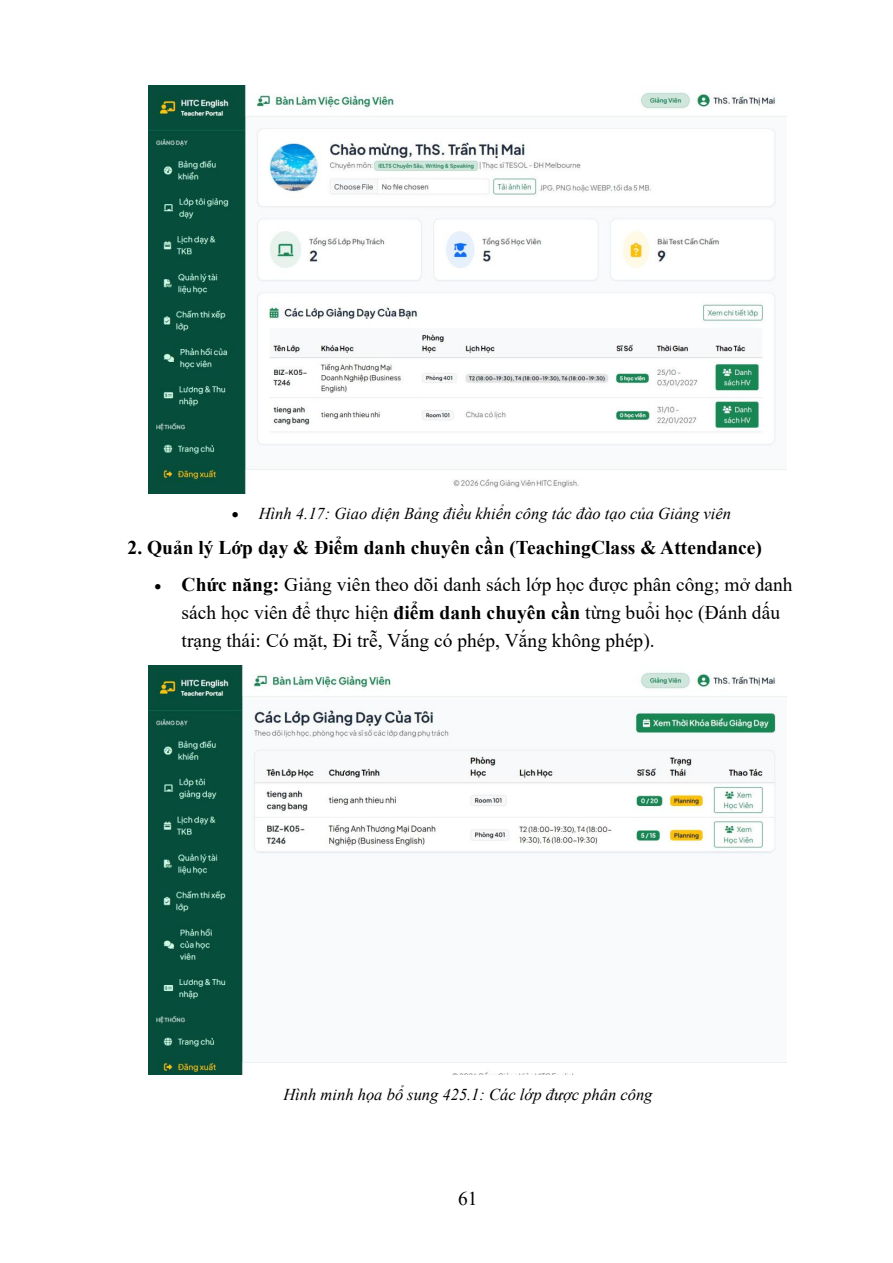 HITC English
Teacher Portal
GIẢNG DẠY
Bảng điều
khiển
Lớp tôi giảng
dạy
Lịch dạy &
TKB
Quản lý tài
liệu học
Chấm thi xếp
lớp
Phản hồi của
học viên
Lương & Thu
nhập
HỆ THỐNG
Trang chủ
Đăng xuất
Bàn Làm Việc Giảng Viên
Giảng Viên
ThS. Trần Thị Mai
Chào mừng, ThS. Trần Thị Mai
Chuyên môn: IELTS Chuyên Sâu, Writing & Speaking | Thạc sĩ TESOL - ĐH Melbourne
Choose File No file chosen Tải ảnh lên JPG, PNG hoặc WEBP, tối đa 5 MB.
Tổng Số Lớp Phụ Trách
2
Tổng Số Học Viên
5
Bài Test Cần Chấm
9
Các Lớp Giảng Dạy Của Bạn
Xem chi tiết lớp
Tên Lớp Khóa Học Phòng Học Lịch Học Sĩ Số Thời Gian Thao Tác
BIZ-K05-T246 Tiếng Anh Thương Mại Doanh Nghiệp (Business English) Phòng 401 T2 (18:00-19:30), T4 (18:00-19:30), T6 (18:00-19:30) 5 học viên 25/10 - 03/01/2027 Danh sách HV
tieng anh cang bang tieng anh thieu nhi Room 101 Chưa có lịch 0 học viên 31/10 - 22/01/2027 Danh sách HV
© 2026 Cổng Giảng Viên HITC English.
• Hình 4.17: Giao diện Bảng điều khiển công tác đào tạo của Giảng viên
2. Quản lý Lớp dạy & Điểm danh chuyên cần (TeachingClass & Attendance)
• Chức năng: Giảng viên theo dõi danh sách lớp học được phân công; mở danh
sách học viên để thực hiện điểm danh chuyên cần từng buổi học (Đánh dấu
trạng thái: Có mặt, Đi trễ, Vắng có phép, Vắng không phép).
HITC English
Teacher Portal
GIẢNG DẠY
Bảng điều
khiển
Lớp tôi
giảng dạy
Lịch dạy &
TKB
Quản lý tài
liệu học
Chấm thi xếp
lớp
Phản hồi
của học
viên
Lương & Thu
nhập
HỆ THỐNG
Trang chủ
Đăng xuất
Bàn Làm Việc Giảng Viên
Giảng Viên
ThS. Trần Thị Mai
Các Lớp Giảng Dạy Của Tôi
Theo dõi lịch học, phòng học và sĩ số các lớp đang phụ trách
Xem Thời Khóa Biểu Giảng Dạy
Tên Lớp Học Chương Trình Phòng Học Lịch Học Sĩ Số Trạng Thái Thao Tác
tieng anh cang bang tieng anh thieu nhi Room 101 0 / 20 Planning Xem Học Viên
BIZ-K05-T246 Tiếng Anh Thương Mại Doanh Nghiệp (Business English) Phòng 401 T2 (18:00-19:30), T4 (18:00-19:30), T6 (18:00-19:30) 5 / 15 Planning Xem Học Viên
Hình minh họa bổ sung 425.1: Các lớp được phân công
61